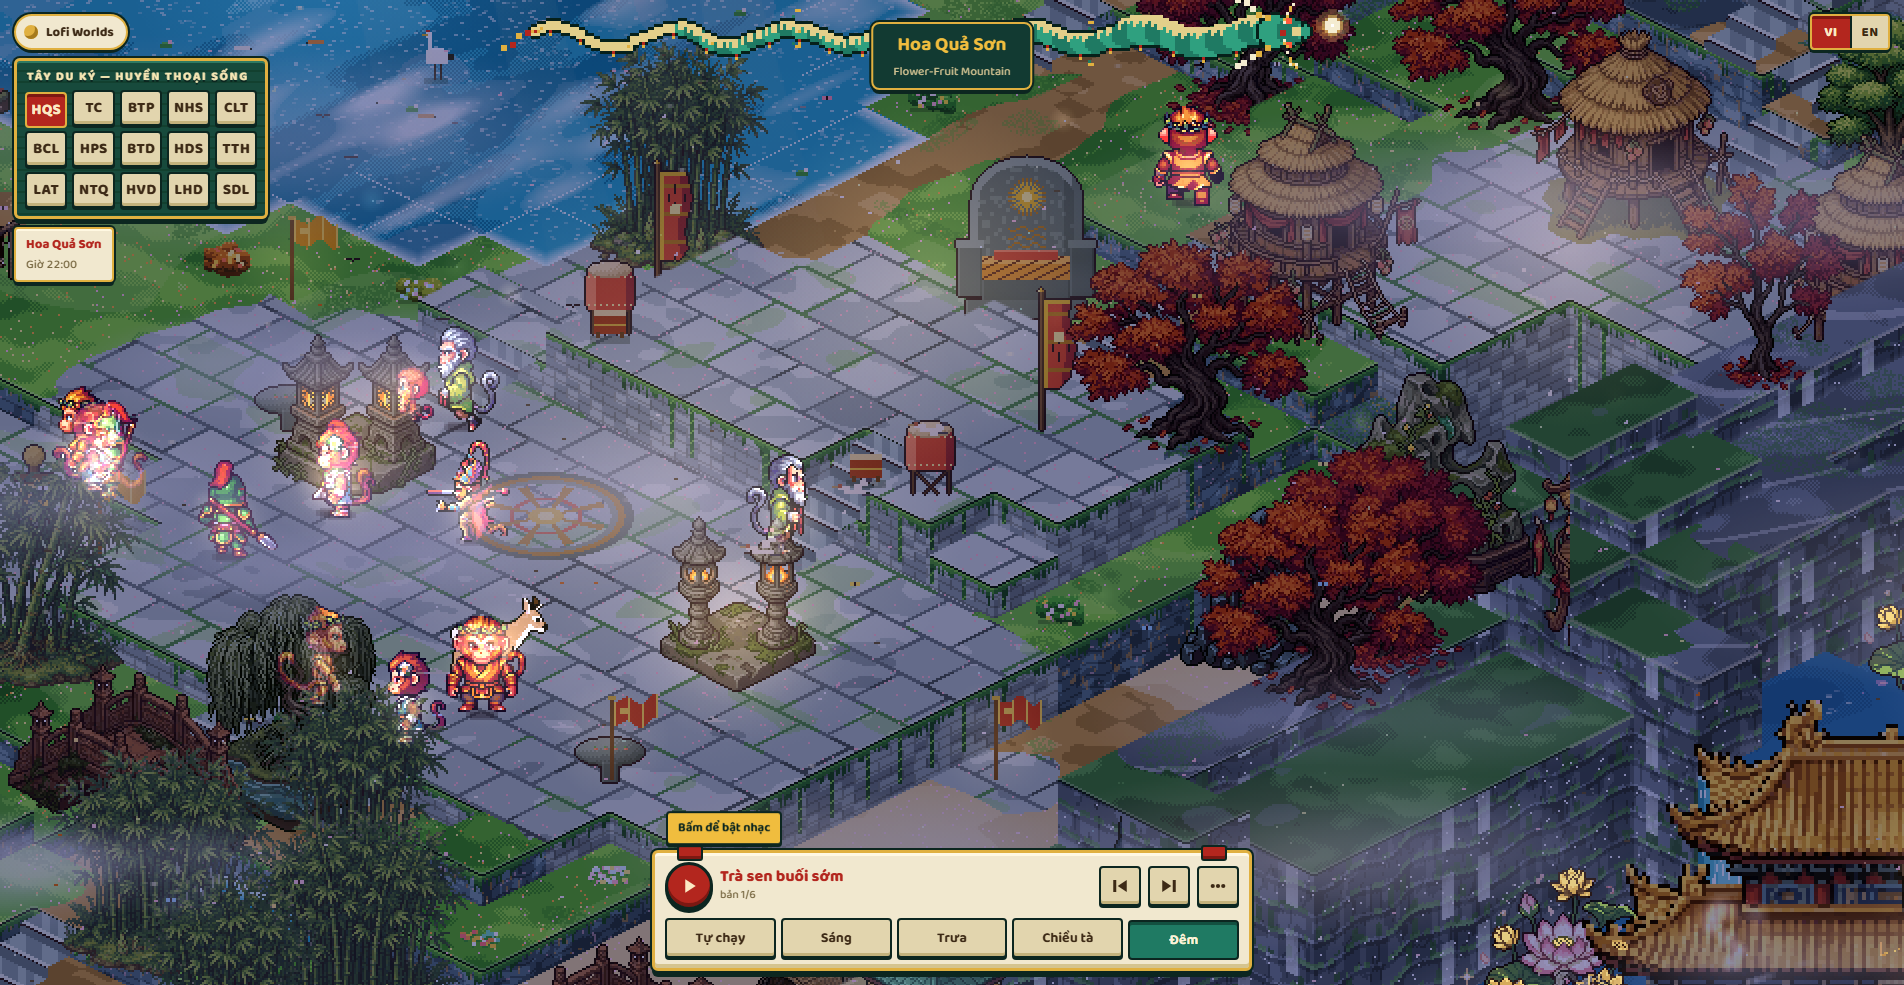 Lofi Worlds
TÂY DU KÝ — HUYỀN THOẠI SỐNG
HQS TC BTP NHS CLT
BCL HPS BTD HDS TTH
LAT NTQ HVD LHD SDL
Hoa Quả Sơn
Giờ 22:00
Hoa Quả Sơn
Flower-Fruit Mountain
VI EN
Bấm để bật nhạc
Trà sen buổi sớm
bản 1/6
Tự chạy Sáng Trưa Chiều tà Đêm